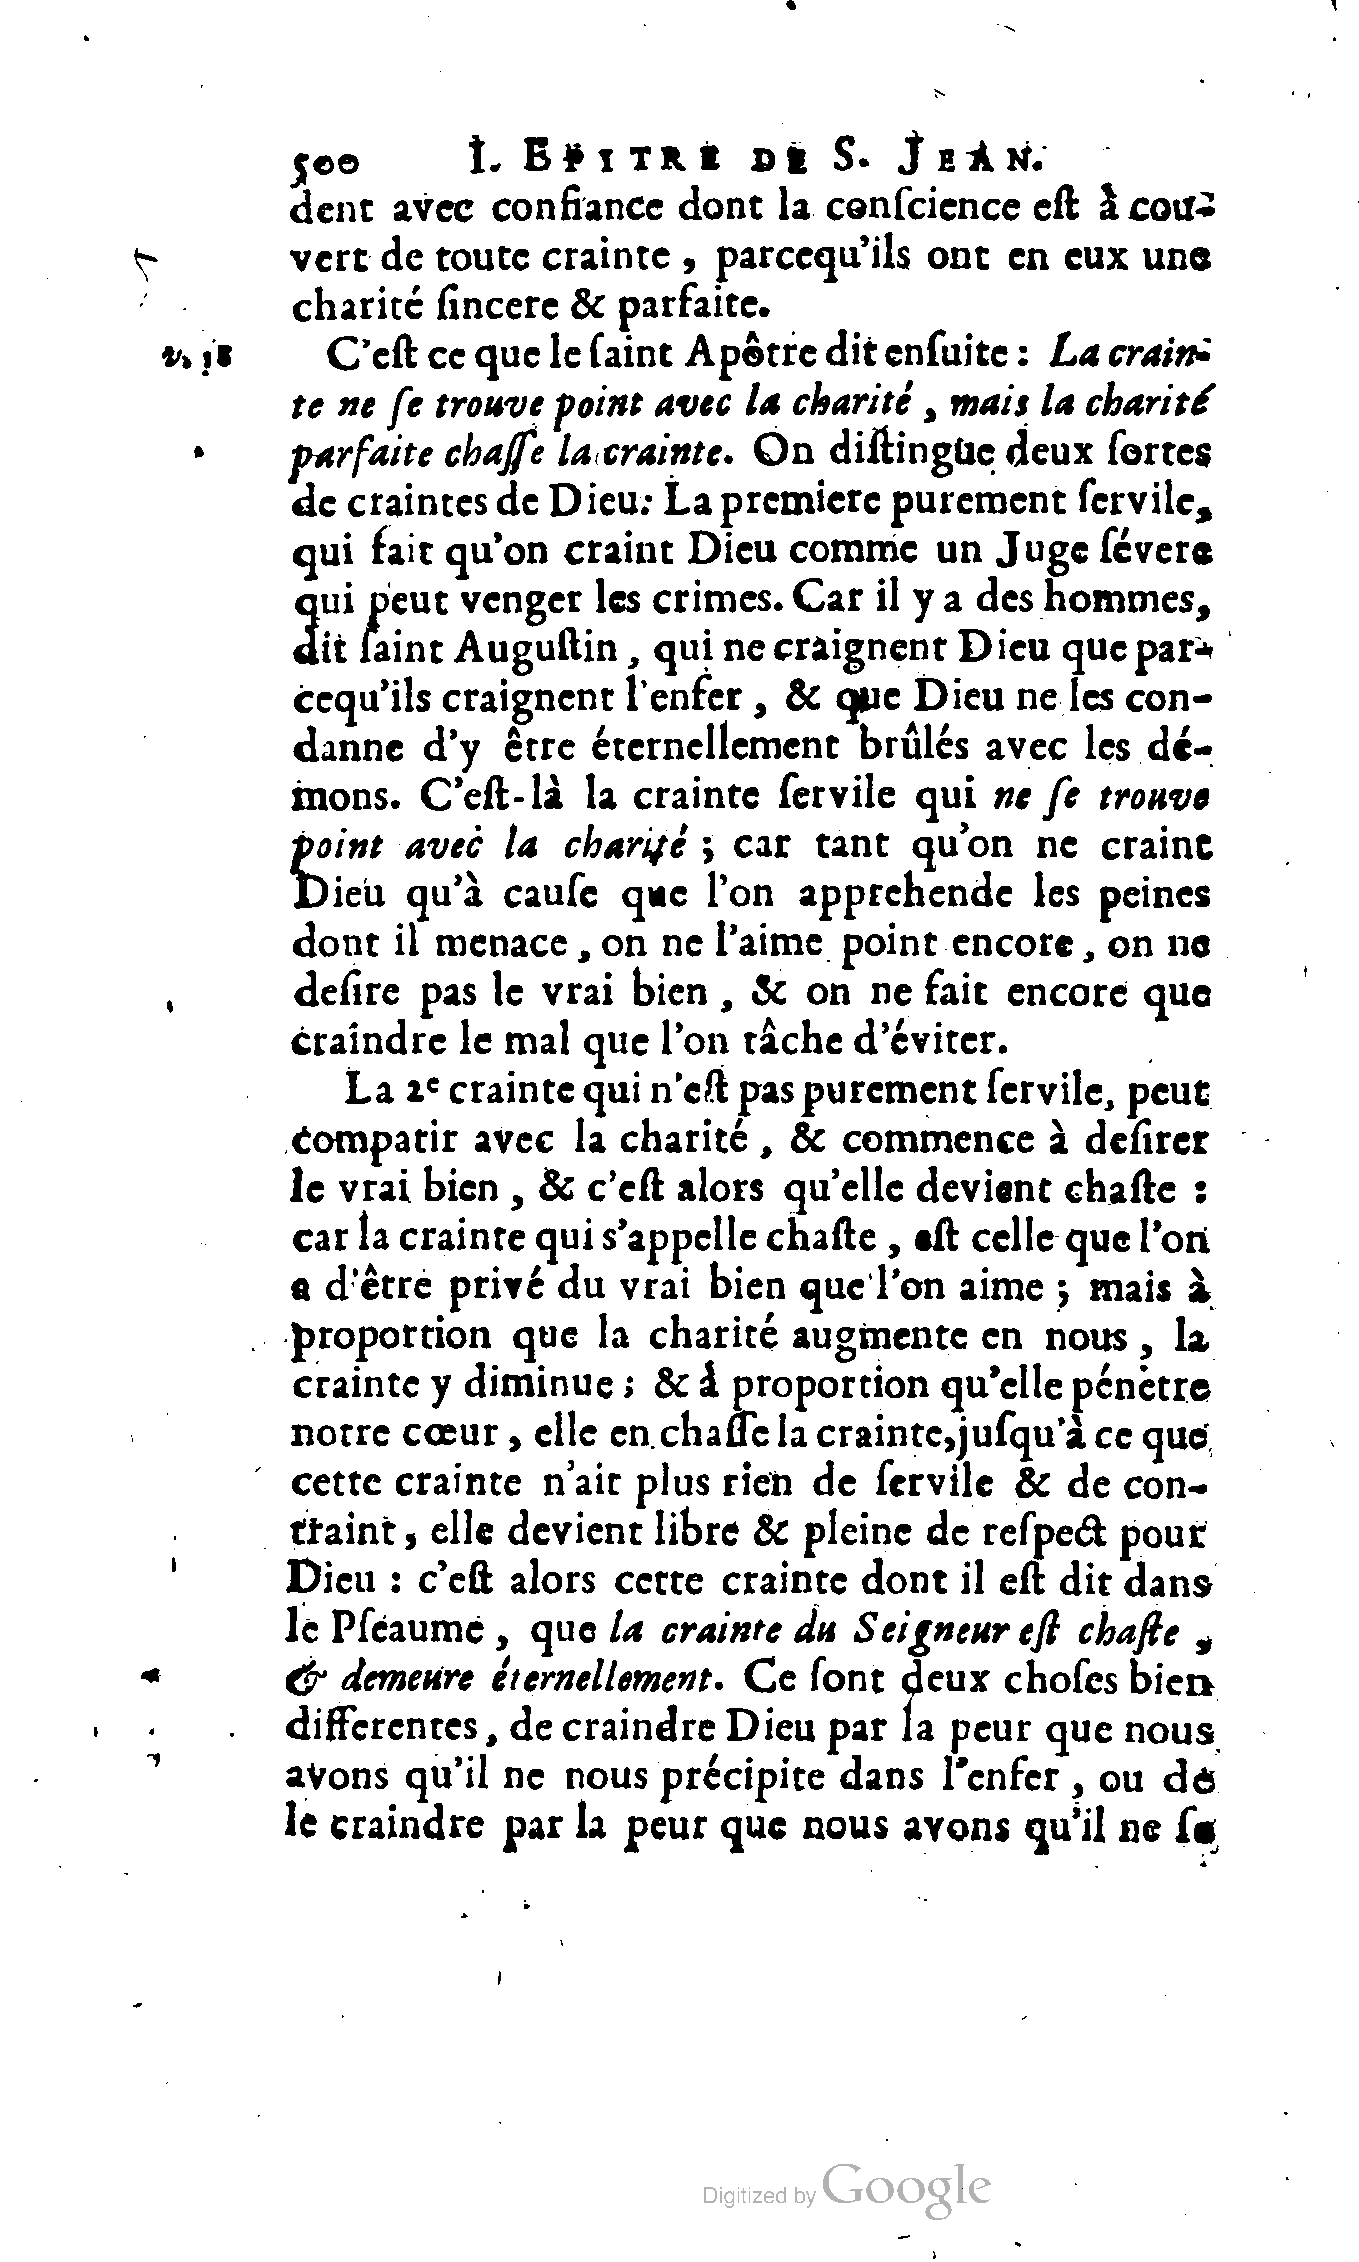 500 I. EPITRE DE S. JEAN.
dent avec confiance dont la conſcience eſt à cou-
vert de toute crainte, parcequ'ils ont en eux une
charité ſincere & parfaite.
v. 18 C'eſt ce que le ſaint Apôtre dit enſuite : La crain-
te ne ſe trouve point avec la charité, mais la charité
parfaite chaſſe la crainte. On diſtingue deux ſortes
de craintes de Dieu: La premiere purement ſervile,
qui fait qu'on craint Dieu comme un Juge ſévere
qui peut venger les crimes. Car il y a des hommes,
dit ſaint Auguſtin, qui ne craignent Dieu que par-
cequ'ils craignent l'enfer, & que Dieu ne les con-
danne d'y être éternellement brûlés avec les dé-
mons. C'eſt-là la crainte ſervile qui ne ſe trouve
point avec la charité ; car tant qu'on ne craint
Dieu qu'à cauſe que l'on apprehende les peines
dont il menace, on ne l'aime point encore, on ne
deſire pas le vrai bien, & on ne fait encore que
craindre le mal que l'on tâche d'éviter.
La 2e crainte qui n'eſt pas purement ſervile, peut
compatir avec la charité, & commence à deſirer
le vrai bien, & c'eſt alors qu'elle devient chaſte :
car la crainte qui s'appelle chaſte, eſt celle que l'on
a d'être privé du vrai bien que l'on aime ; mais à
proportion que la charité augmente en nous, la
crainte y diminue ; & à proportion qu'elle pénètre
notre cœur, elle en chaſſe la crainte, juſqu'à ce que
cette crainte n'ait plus rien de ſervile & de con-
traint, elle devient libre & pleine de reſpect pour
Dieu : c'eſt alors cette crainte dont il eſt dit dans
le Pſéaume, que la crainte du Seigneur eſt chaſte,
& demeure éternellement. Ce ſont deux choſes bien
differentes, de craindre Dieu par la peur que nous
avons qu'il ne nous précipite dans l'enfer, ou de
le craindre par la peur que nous avons qu'il ne ſe
Digitized by Google